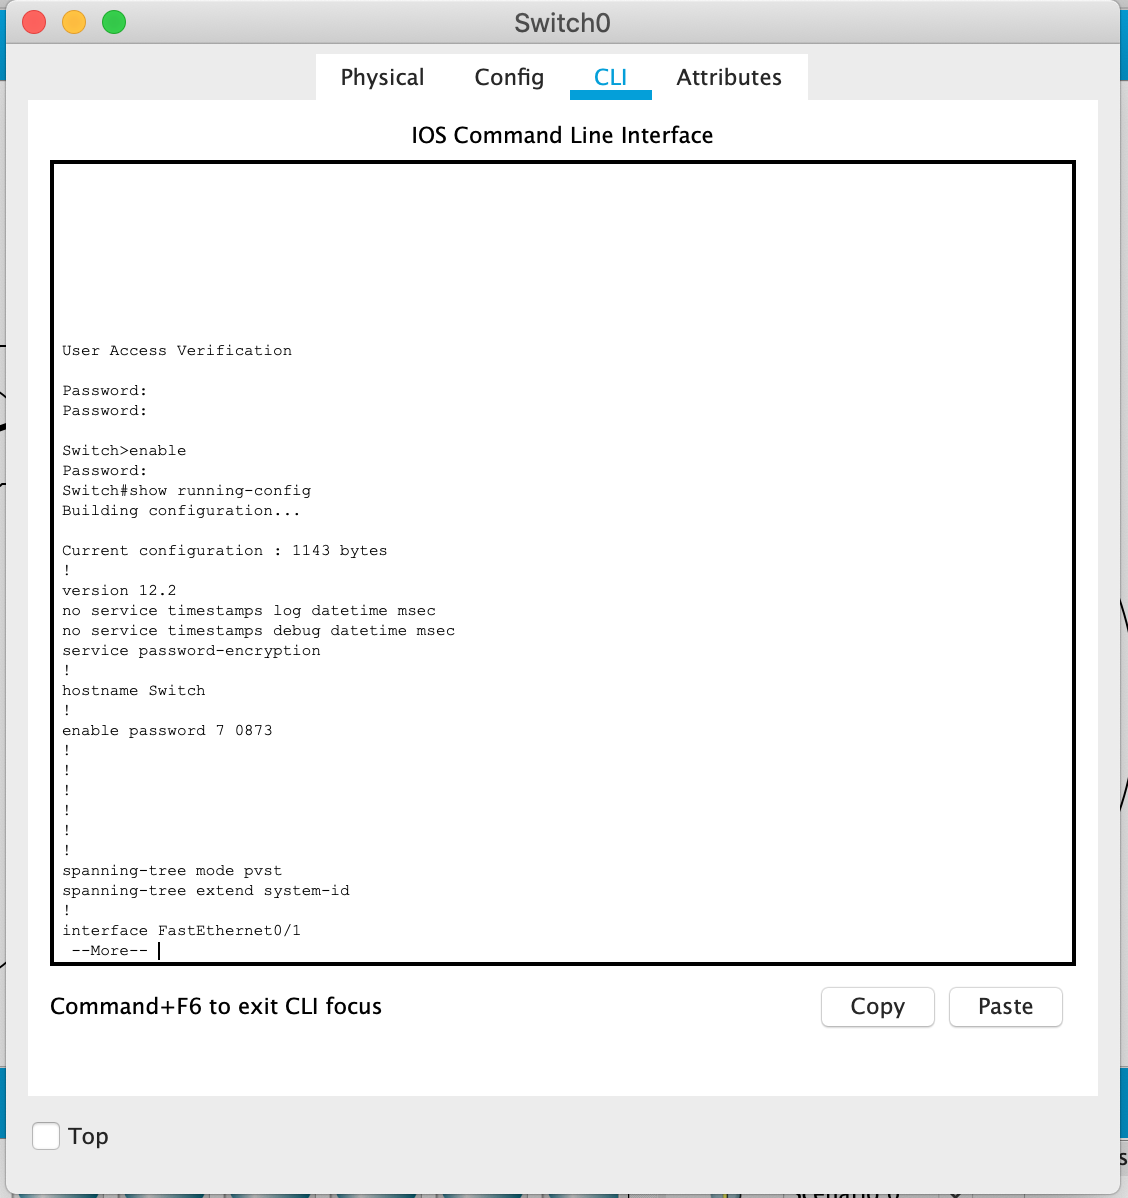 Switch0
Physical Config CLI Attributes
IOS Command Line Interface
User Access Verification
Password:
Password:
Switch>enable
Password:
Switch#show running-config
Building configuration...
Current configuration : 1143 bytes
!
version 12.2
no service timestamps log datetime msec
no service timestamps debug datetime msec
service password-encryption
!
hostname Switch
!
enable password 7 0873
!
!
!
!
!
!
spanning-tree mode pvst
spanning-tree extend system-id
!
interface FastEthernet0/1
--More--
Command+F6 to exit CLI focus
Copy Paste
Top